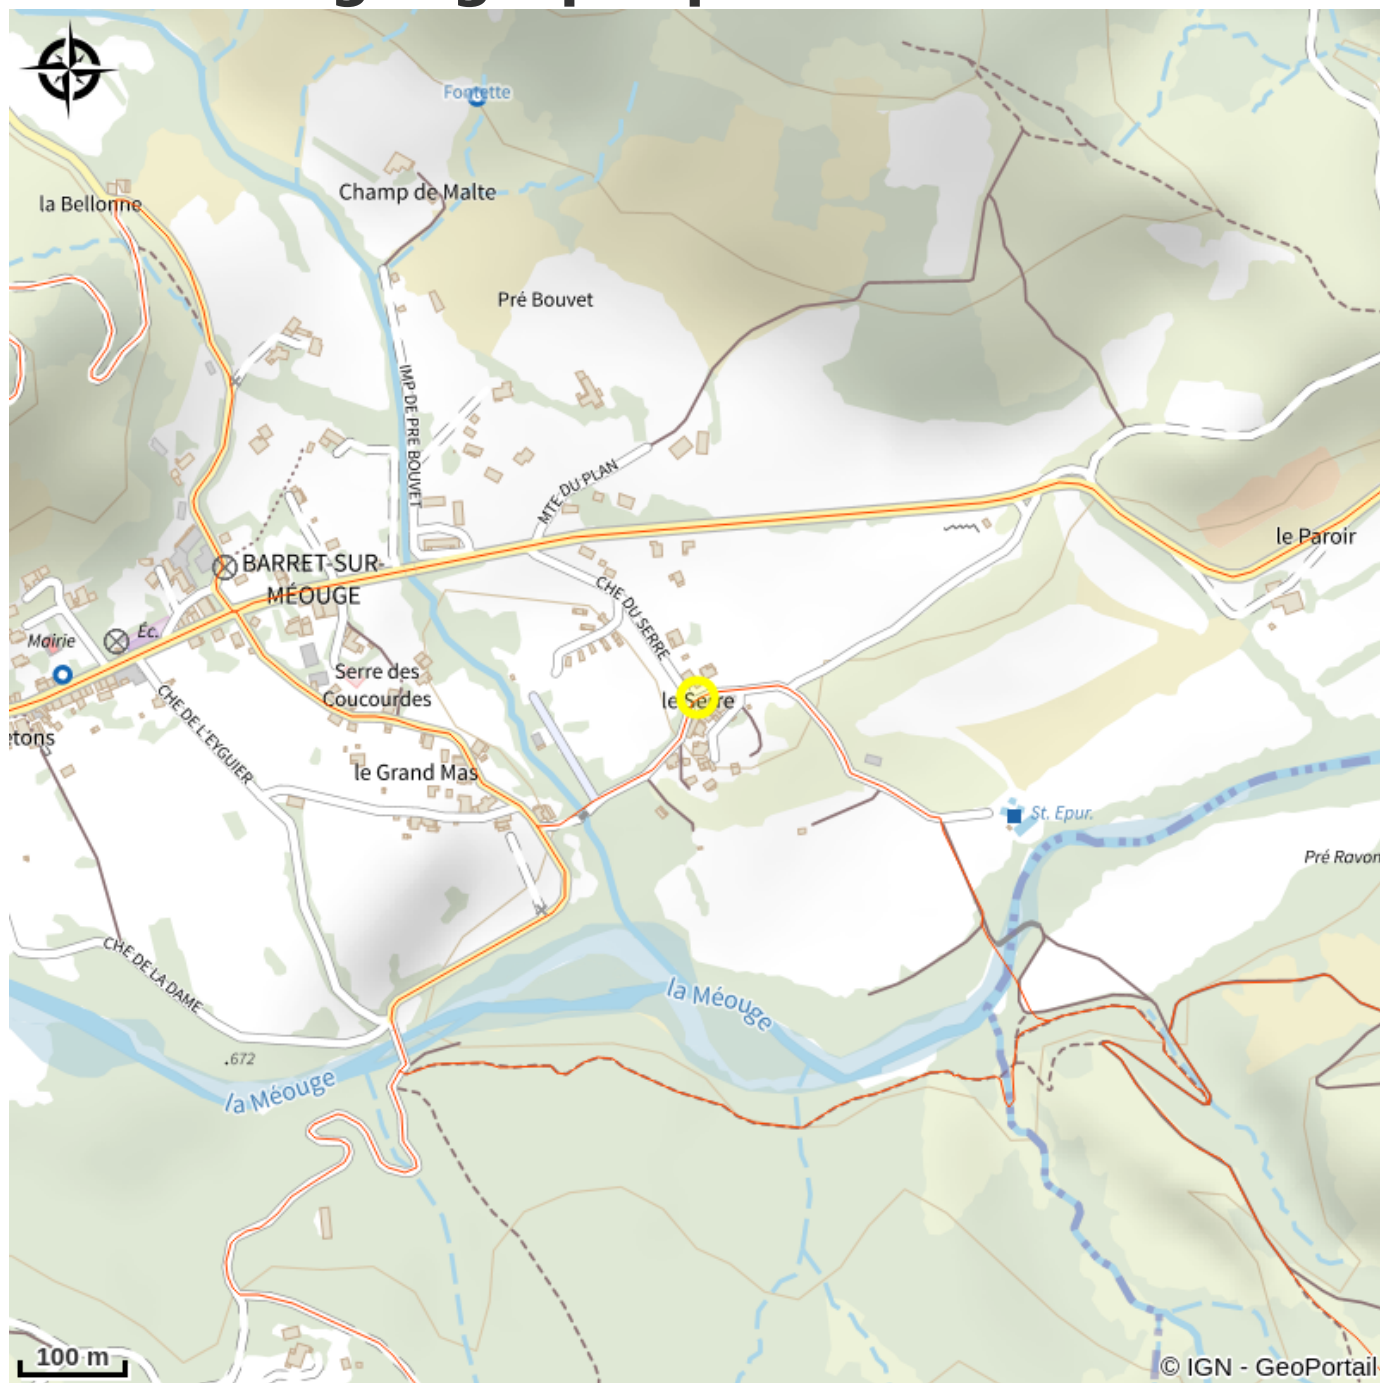 Fontette
Champ de Malte
la Bellonne
Pré Bouvet
IMP DE PRE BOUVET
MTE DU PLAN
le Paroir
BARRET-SUR-
MÉOUGE
CHE DU SERRE
Éc.
Mairie
Serre des
Coucourdes
le Serre
CHE DE L'EYGUIER
etons
le Grand Mas
St. Epur.
Pré Ravon
CHE DE LA DAME
la Méouge
.672
la Méouge
100 m
© IGN - GeoPortail